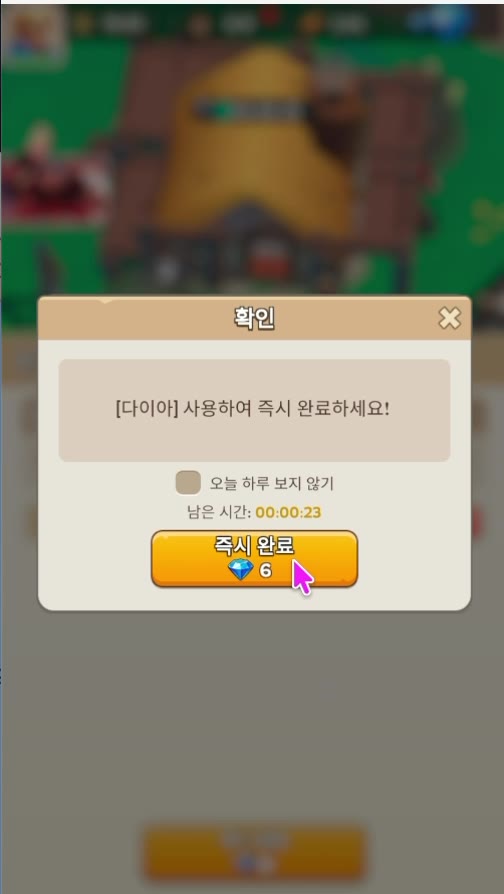 확인
[다이아] 사용하여 즉시 완료하세요!
오늘 하루 보지 않기
남은 시간: 00:00:23
즉시 완료
6